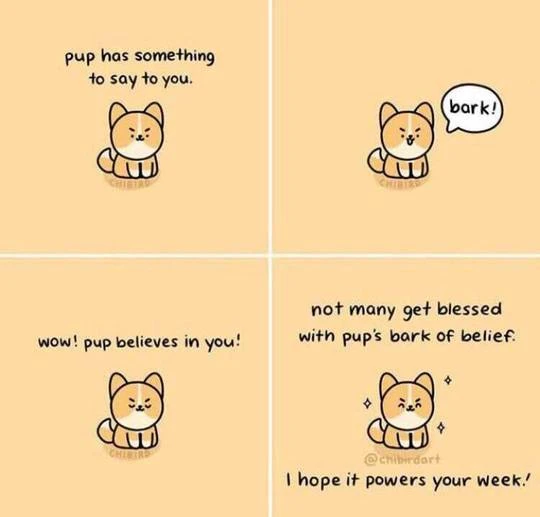 pup has something
to say to you.
CHIBIRD
bark!
CHIBIRD
wow! pup believes in you!
CHIBIRD
not many get blessed
with pup's bark of belief.
@chibirdart
I hope it powers your week!